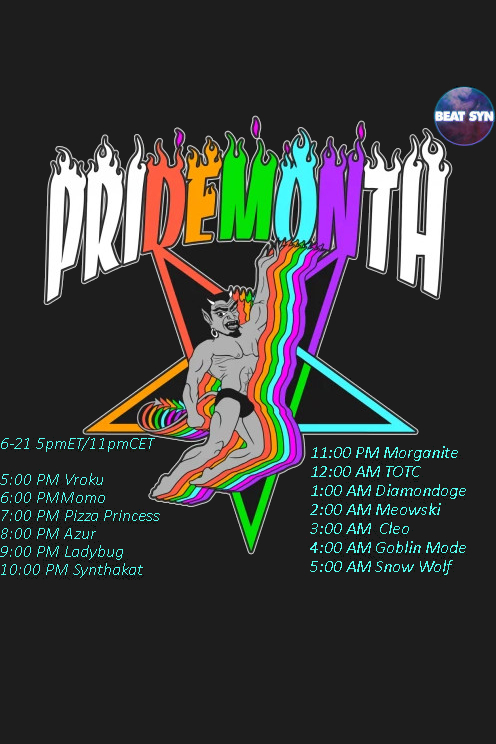 BEAT SYN
PRIDEMONTH
6-21 5pmET/11pmCET
5:00 PM Vroku
6:00 PMMomo
7:00 PM Pizza Princess
8:00 PM Azur
9:00 PM Ladybug
10:00 PM Synthakat
11:00 PM Morganite
12:00 AM TOTC
1:00 AM Diamondoge
2:00 AM Meowski
3:00 AM  Cleo
4:00 AM Goblin Mode
5:00 AM Snow Wolf